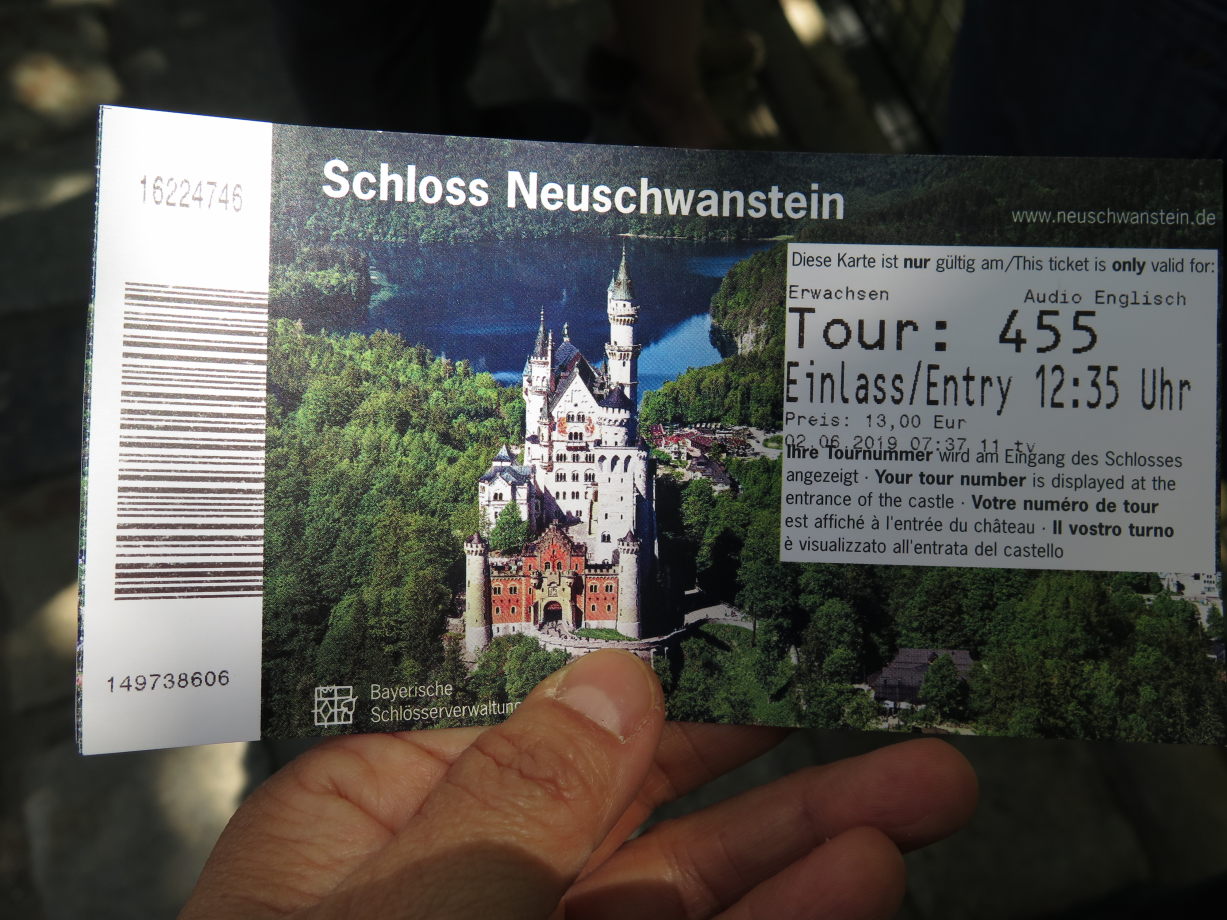 16224746
149738606
Schloss Neuschwanstein
www.neuschwanstein.de
Diese Karte ist nur gültig am/This ticket is only valid for:
Erwachsen Audio Englisch
Tour: 455
Einlass/Entry 12:35 Uhr
Preis: 13,00 Eur
02.06.2019 07:37 11 tv
Ihre Tournummer wird am Eingang des Schlosses
angezeigt · Your tour number is displayed at the
entrance of the castle · Votre numéro de tour
est affiché à l'entrée du château · Il vostro turno
è visualizzato all'entrata del castello
Bayerische
Schlösserverwaltung